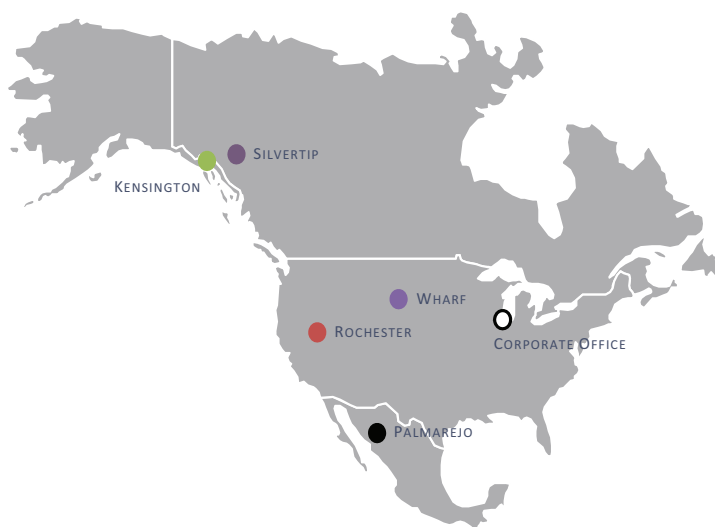 SILVERTIP
KENSINGTON
WHARF
ROCHESTER
CORPORATE OFFICE
PALMAREJO